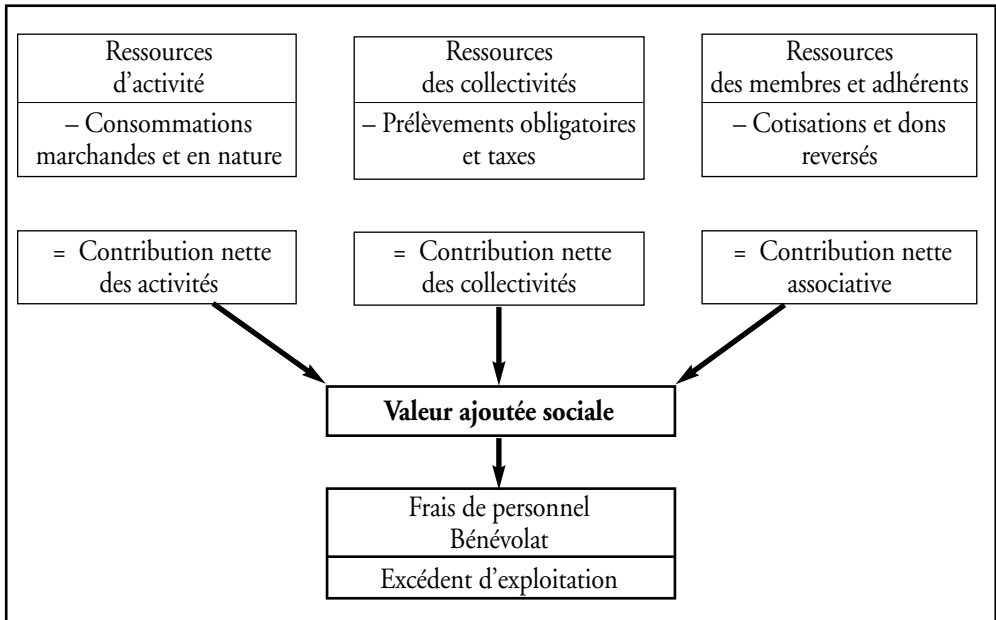 Ressources
d'activité
– Consommations
marchandes et en nature
Ressources
des collectivités
– Prélèvements obligatoires
et taxes
Ressources
des membres et adhérents
– Cotisations et dons
reversés
= Contribution nette
des activités
= Contribution nette
des collectivités
= Contribution nette
associative
Valeur ajoutée sociale
Frais de personnel
Bénévolat
Excédent d'exploitation